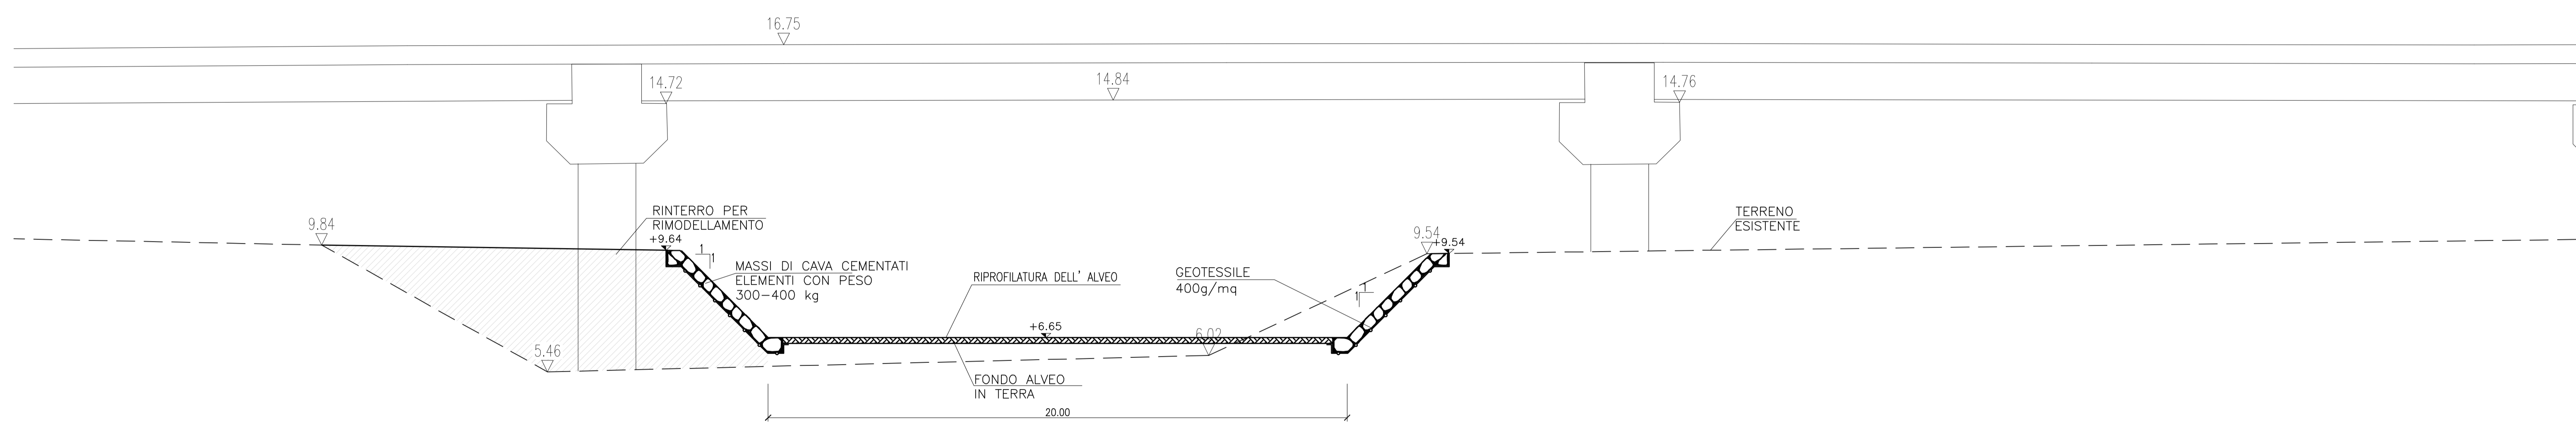 16.75
14.72
14.84
14.76
9.84
RINTERRO PER
RIMODELLAMENTO
+9.64
1
1
MASSI DI CAVA CEMENTATI
ELEMENTI CON PESO
300-400 kg
RIPROFILATURA DELL' ALVEO
GEOTESSILE
400g/mq
1
1
9.54
+9.54
TERRENO
ESISTENTE
+6.65
6.02
5.46
FONDO ALVEO
IN TERRA
20.00